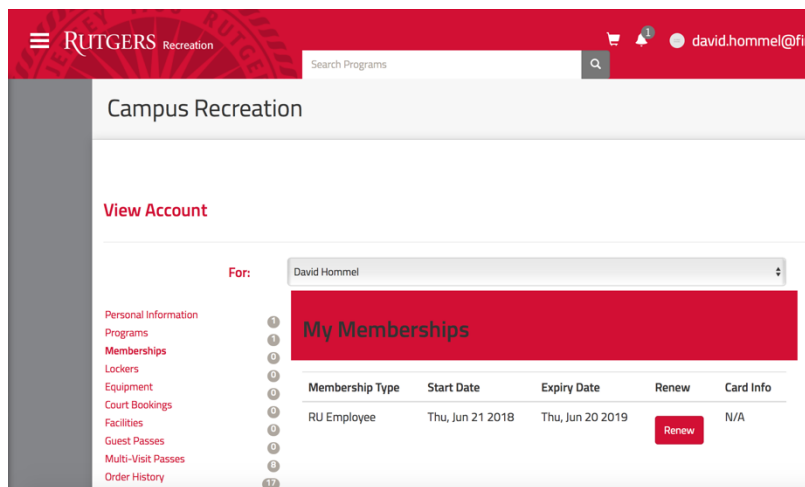 RUTGERS Recreation
1
david.hommel@fi
Search Programs
Campus Recreation
View Account
For:
David Hommel
Personal Information 1
Programs 1
Memberships 0
Lockers 0
Equipment 0
Court Bookings 0
Facilities 0
Guest Passes 0
Multi-Visit Passes 8
Order History 17
My Memberships
Membership Type Start Date Expiry Date Renew Card Info
RU Employee Thu, Jun 21 2018 Thu, Jun 20 2019 Renew N/A